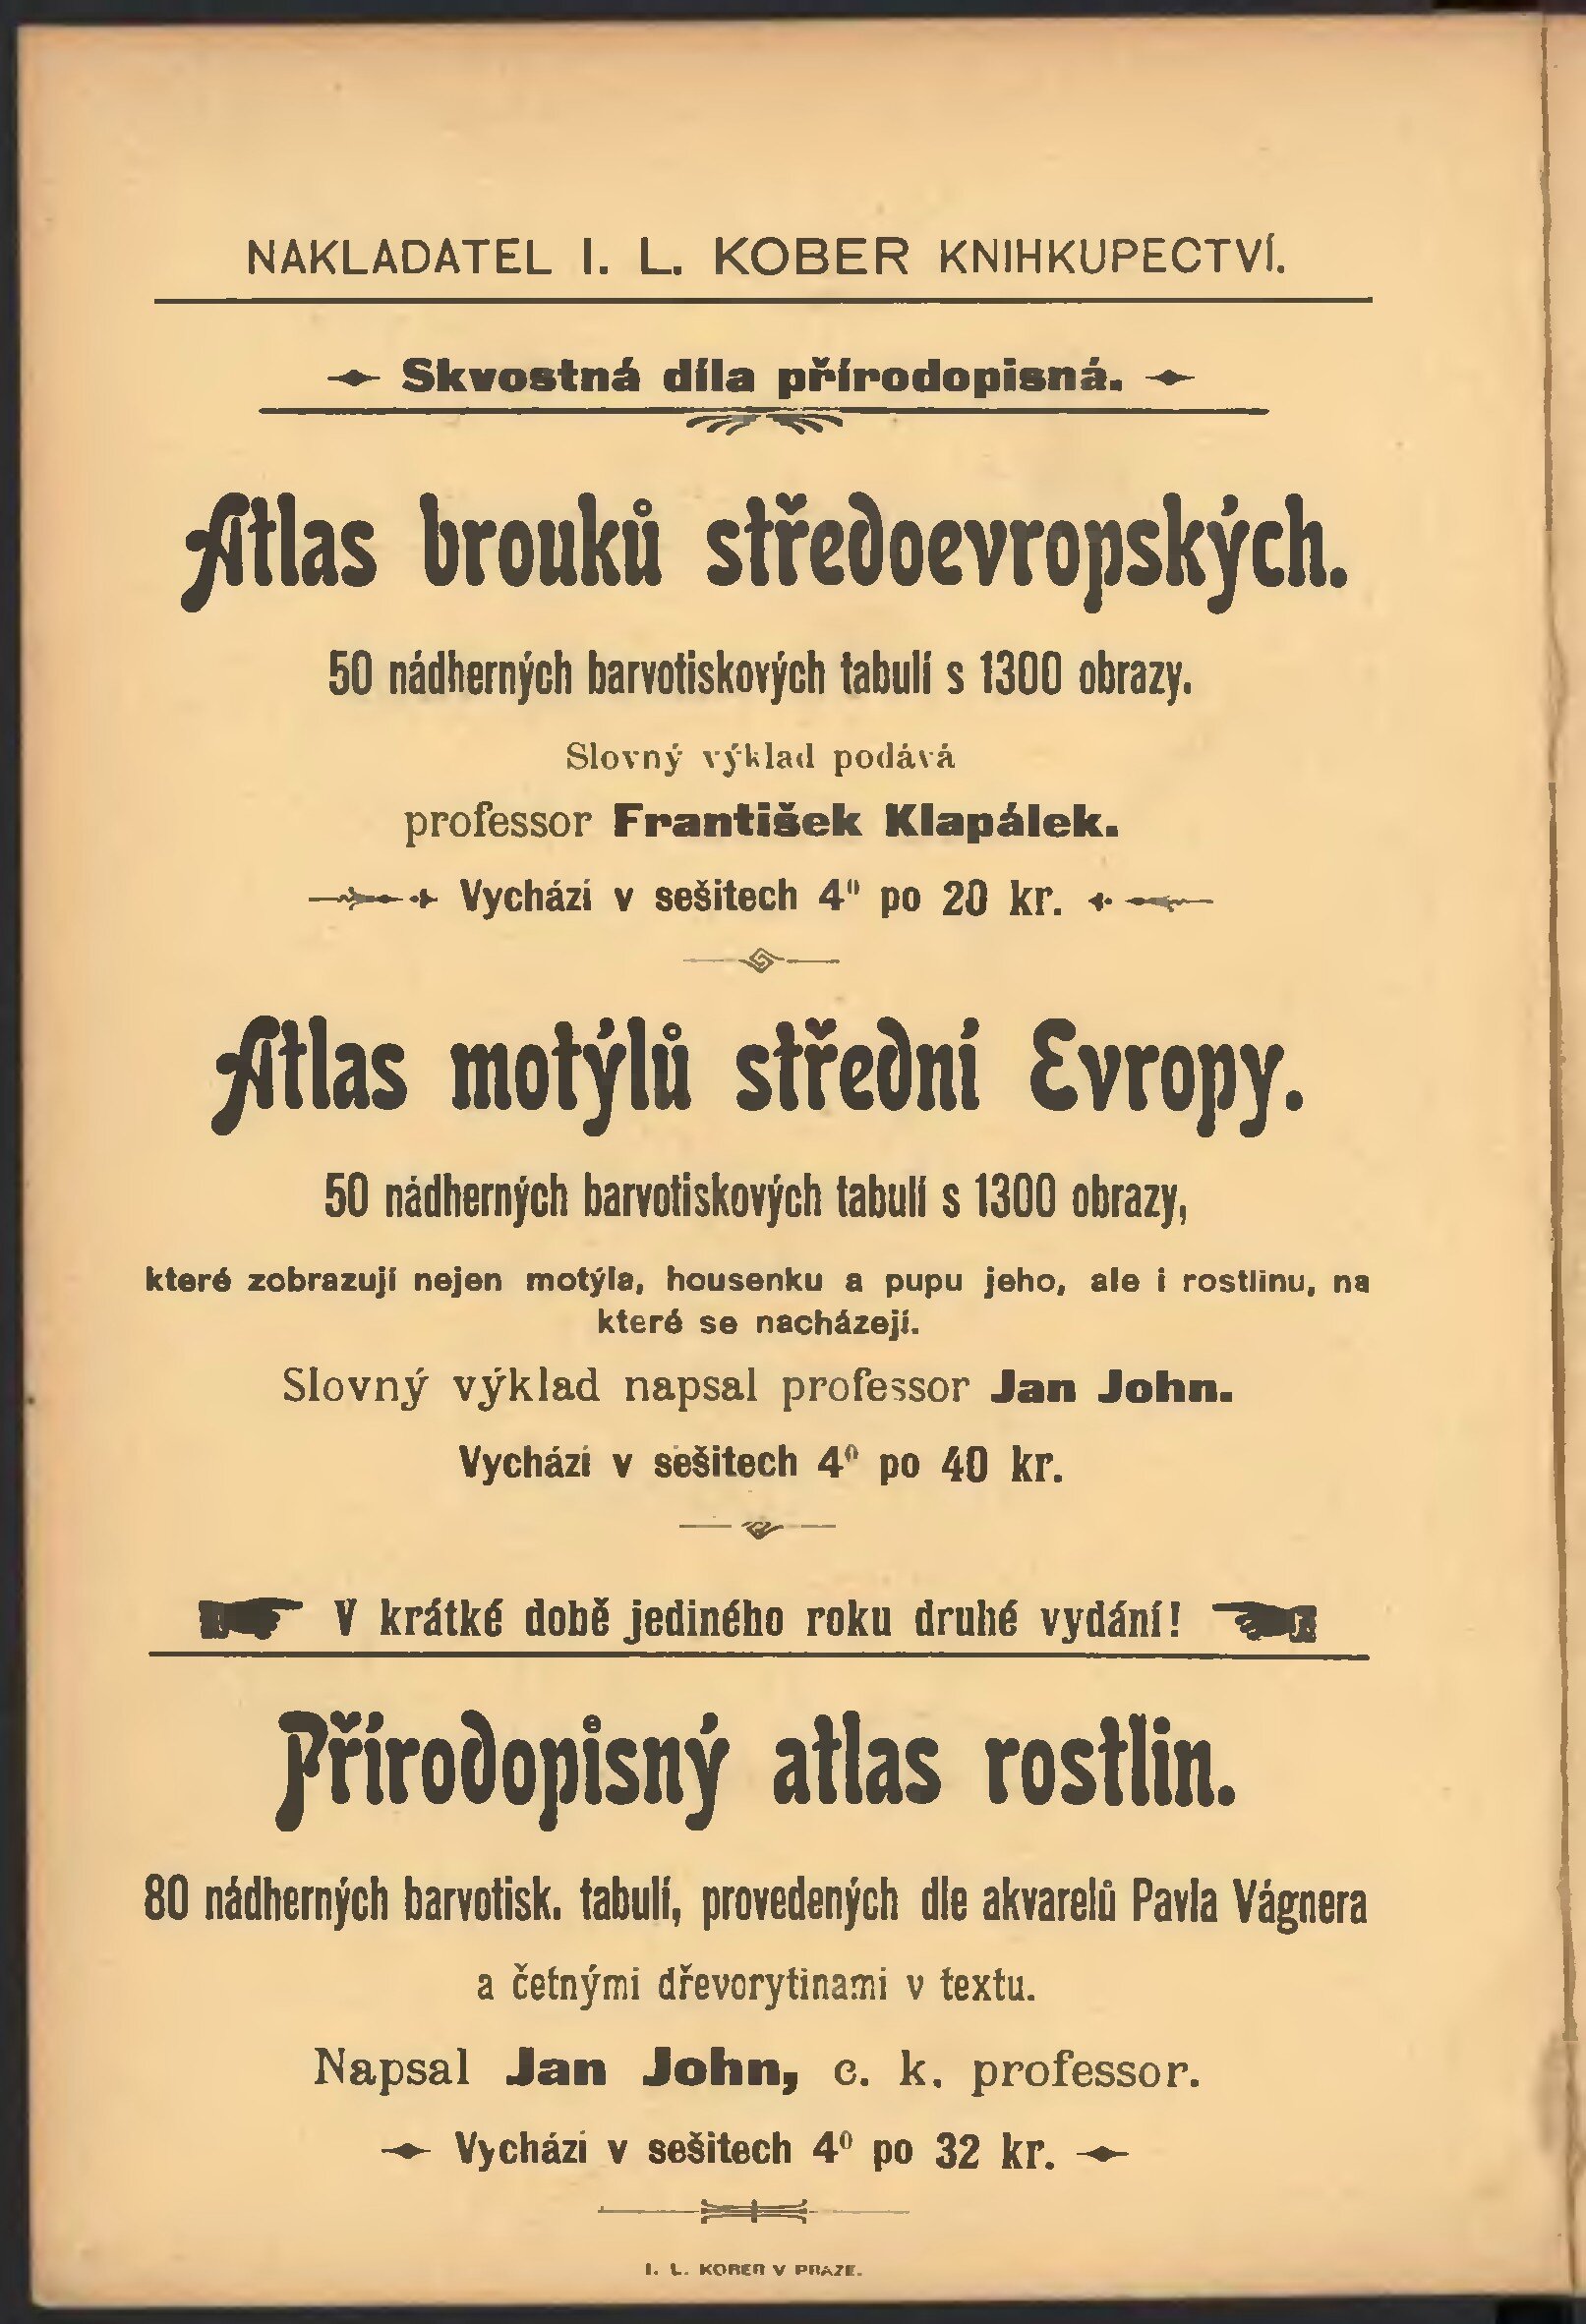 NAKLADATEL I. L. KOBER KNIHKUPECTVÍ.
Skvostná díla přírodopisná.
Atlas brouků středoevropských.
50 nádherných barvotiskových tabulí s 1300 obrazy.
Slovný výklad podává
professor František Klapálek.
Vychází v sešitech 4⁰ po 20 kr.
Atlas motýlů střední Evropy.
50 nádherných barvotiskových tabulí s 1300 obrazy,
které zobrazují nejen motýla, housenku a pupu jeho, ale i rostlinu, na
které se nacházejí.
Slovný výklad napsal professor Jan John.
Vychází v sešitech 4⁰ po 40 kr.
V krátké době jediného roku druhé vydání!
Přírodopisný atlas rostlin.
80 nádherných barvotisk. tabulí, provedených dle akvarelů Pavla Vágnera
a četnými dřevorytinami v textu.
Napsal Jan John, c. k. professor.
Vychází v sešitech 4⁰ po 32 kr.
I. L. KOBER V PRAZE.